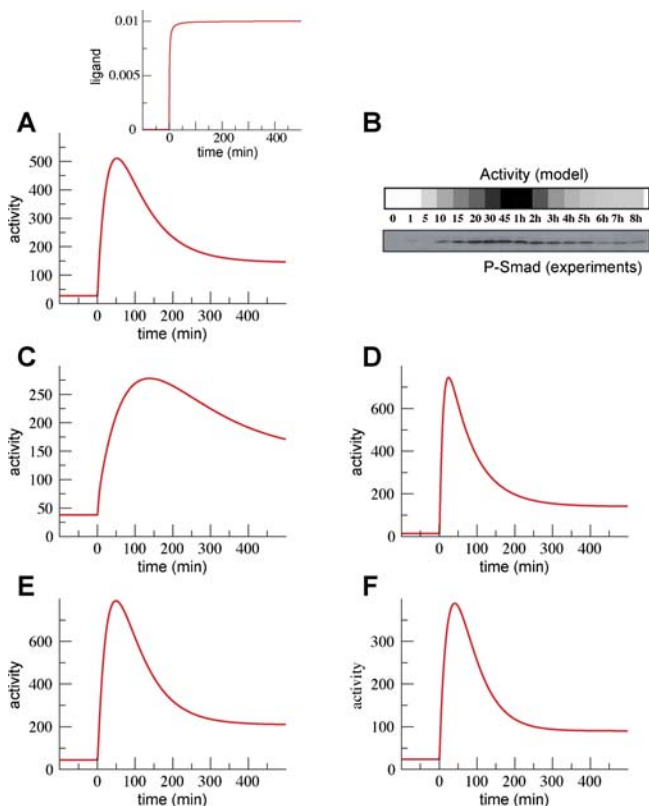 0.01
0.005
0
ligand
0 200 400
time (min)
A
500
400
300
200
100
0
activity
0 100 200 300 400
time (min)
B
Activity (model)
0 1 5 10 15 20 30 45 1h 2h 3h 4h 5h 6h 7h 8h
P-Smad (experiments)
C
250
200
150
100
50
0
activity
0 100 200 300 400
time (min)
D
600
400
200
0
activity
0 100 200 300 400
time (min)
E
600
400
200
0
activity
0 100 200 300 400
time (min)
F
300
200
100
0
activity
0 100 200 300 400
time (min)